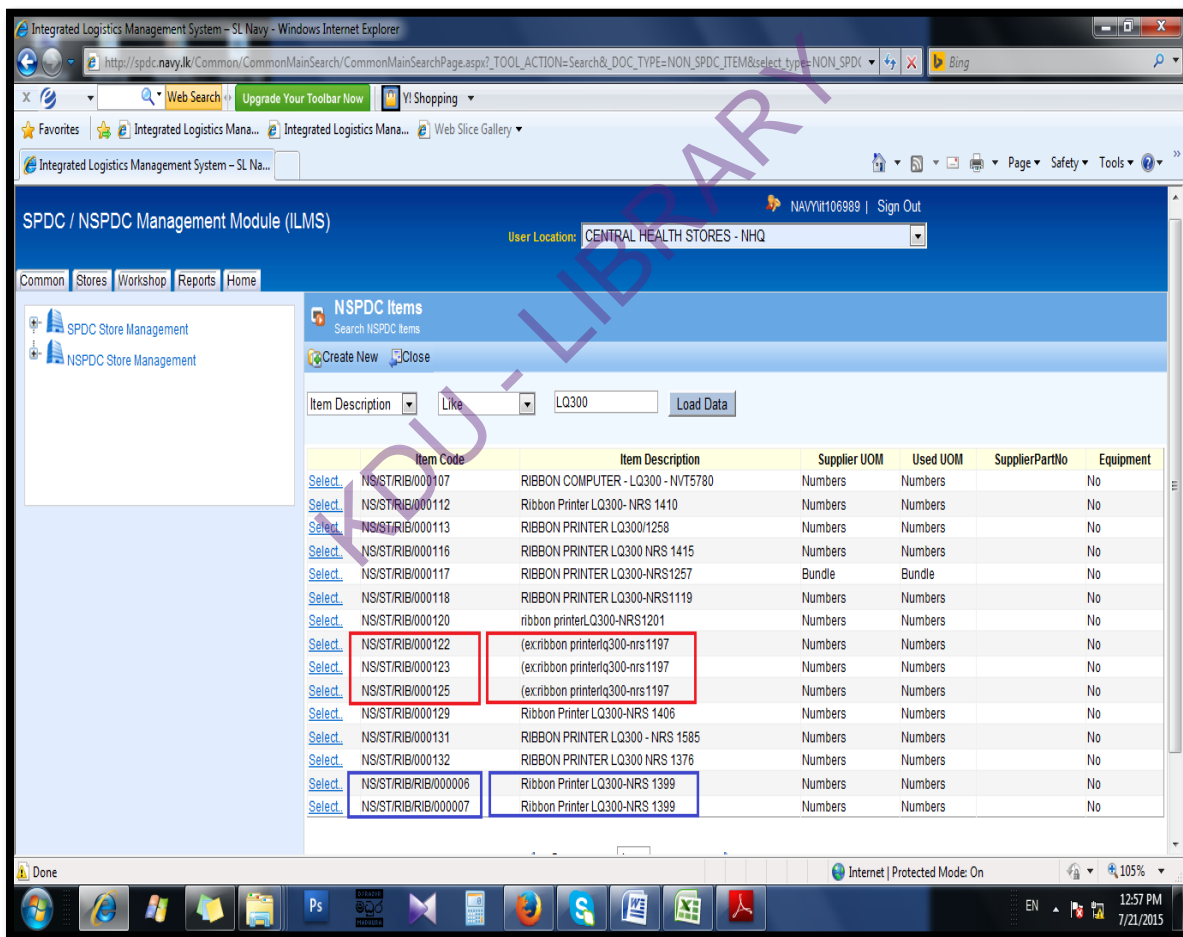 Integrated Logistics Management System – SL Navy - Windows Internet Explorer
http://spdc.navy.lk/Common/CommonMainSearch/CommonMainSearchPage.aspx?_TOOL_ACTION=Search&_DOC_TYPE=NON_SPDC_ITEM&select_type=NON_SPDC
Bing
X Web Search Upgrade Your Toolbar Now Y! Shopping
Favorites Integrated Logistics Mana... Integrated Logistics Mana... Web Slice Gallery
Integrated Logistics Management System – SL Na... Page Safety Tools »
NAVY\it106989 | Sign Out
SPDC / NSPDC Management Module (ILMS)
User Location: CENTRAL HEALTH STORES - NHQ
Common Stores Workshop Reports Home
SPDC Store Management
NSPDC Store Management
NSPDC Items
Search NSPDC Items
Create New Close
Item Description Like LQ300 Load Data
Item Code Item Description Supplier UOM Used UOM SupplierPartNo Equipment
Select.. NS/ST/RIB/000107 RIBBON COMPUTER - LQ300 - NVT5780 Numbers Numbers No
Select.. NS/ST/RIB/000112 Ribbon Printer LQ300- NRS 1410 Numbers Numbers No
Select.. NS/ST/RIB/000113 RIBBON PRINTER LQ300/1258 Numbers Numbers No
Select.. NS/ST/RIB/000116 RIBBON PRINTER LQ300 NRS 1415 Numbers Numbers No
Select.. NS/ST/RIB/000117 RIBBON PRINTER LQ300-NRS1257 Bundle Bundle No
Select.. NS/ST/RIB/000118 RIBBON PRINTER LQ300-NRS1119 Numbers Numbers No
Select.. NS/ST/RIB/000120 ribbon printerLQ300-NRS1201 Numbers Numbers No
Select.. NS/ST/RIB/000122 (ex:ribbon printerlq300-nrs1197 Numbers Numbers No
Select.. NS/ST/RIB/000123 (ex:ribbon printerlq300-nrs1197 Numbers Numbers No
Select.. NS/ST/RIB/000125 (ex:ribbon printerlq300-nrs1197 Numbers Numbers No
Select.. NS/ST/RIB/000129 Ribbon Printer LQ300-NRS 1406 Numbers Numbers No
Select.. NS/ST/RIB/000131 RIBBON PRINTER LQ300 - NRS 1585 Numbers Numbers No
Select.. NS/ST/RIB/000132 RIBBON PRINTER LQ300 NRS 1376 Numbers Numbers No
Select.. NS/ST/RIB/RIB/000006 Ribbon Printer LQ300-NRS 1399 Numbers Numbers No
Select.. NS/ST/RIB/RIB/000007 Ribbon Printer LQ300-NRS 1399 Numbers Numbers No
KDU - LIBRARY
Done Internet | Protected Mode: On 105%
Ps
EN 12:57 PM
7/21/2015